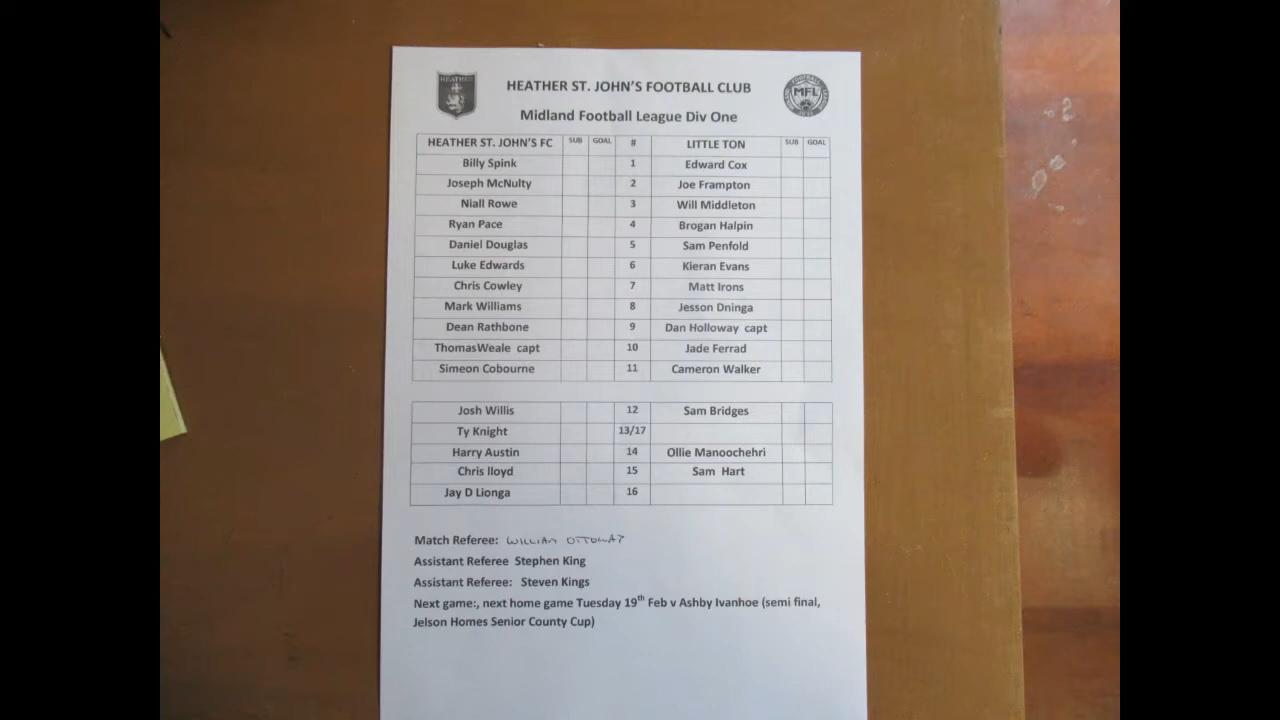 HEATHER ST. JOHN'S FOOTBALL CLUB
Midland Football League Div One
HEATHER ST. JOHN'S FC SUB GOAL # LITTLE TON SUB GOAL
Billy Spink 1 Edward Cox
Joseph McNulty 2 Joe Frampton
Niall Rowe 3 Will Middleton
Ryan Pace 4 Brogan Halpin
Daniel Douglas 5 Sam Penfold
Luke Edwards 6 Kieran Evans
Chris Cowley 7 Matt Irons
Mark Williams 8 Jesson Dninga
Dean Rathbone 9 Dan Holloway capt
ThomasWeale capt 10 Jade Ferrad
Simeon Cobourne 11 Cameron Walker
Josh Willis 12 Sam Bridges
Ty Knight 13/17
Harry Austin 14 Ollie Manoochehri
Chris lloyd 15 Sam Hart
Jay D Lionga 16
Match Referee: WILLIAM
Assistant Referee Stephen King
Assistant Referee: Steven Kings
Next game:, next home game Tuesday 19th Feb v Ashby Ivanhoe (semi final,
Jelson Homes Senior County Cup)
HEATHER
MFL